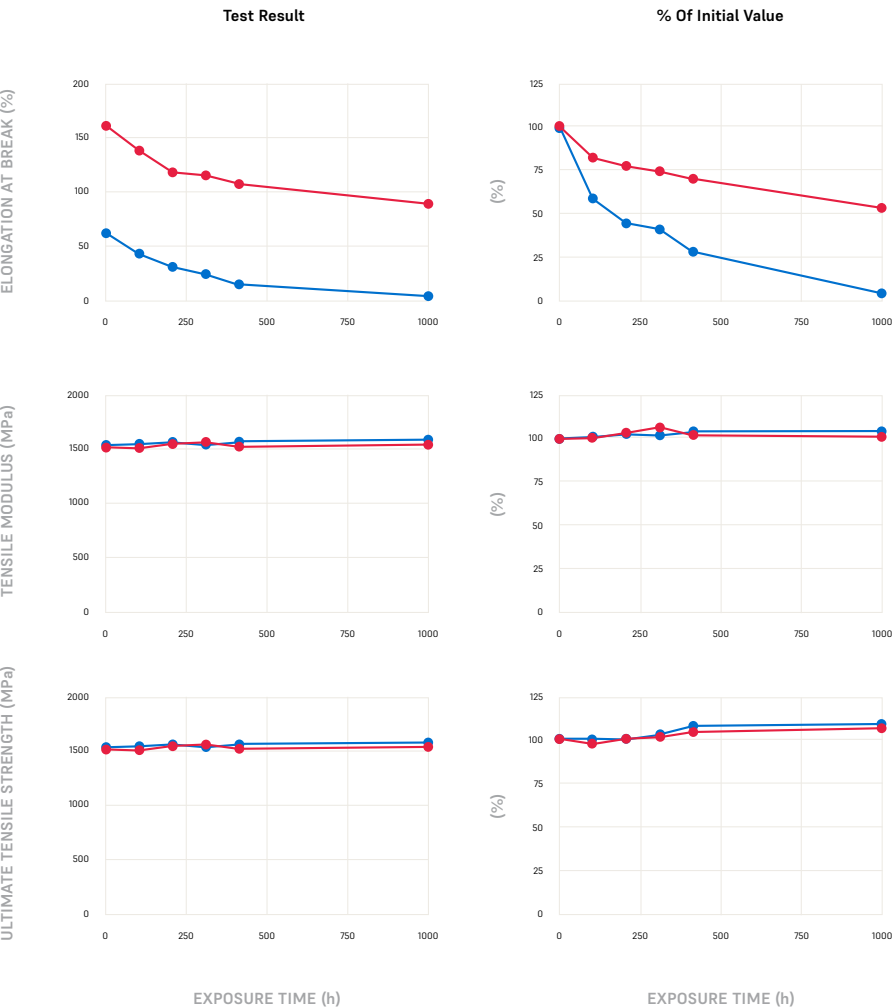 Test Result
% Of Initial Value
ELONGATION AT BREAK (%)
200
150
100
50
0
0 250 500 750 1000
(%)
125
100
75
50
25
0
0 250 500 750 1000
TENSILE MODULUS (MPa)
2000
1500
1000
500
0
0 250 500 750 1000
(%)
125
100
75
50
25
0
0 250 500 750 1000
ULTIMATE TENSILE STRENGTH (MPa)
2000
1500
1000
500
0
0 250 500 750 1000
(%)
125
100
75
50
25
0
0 250 500 750 1000
EXPOSURE TIME (h)
EXPOSURE TIME (h)